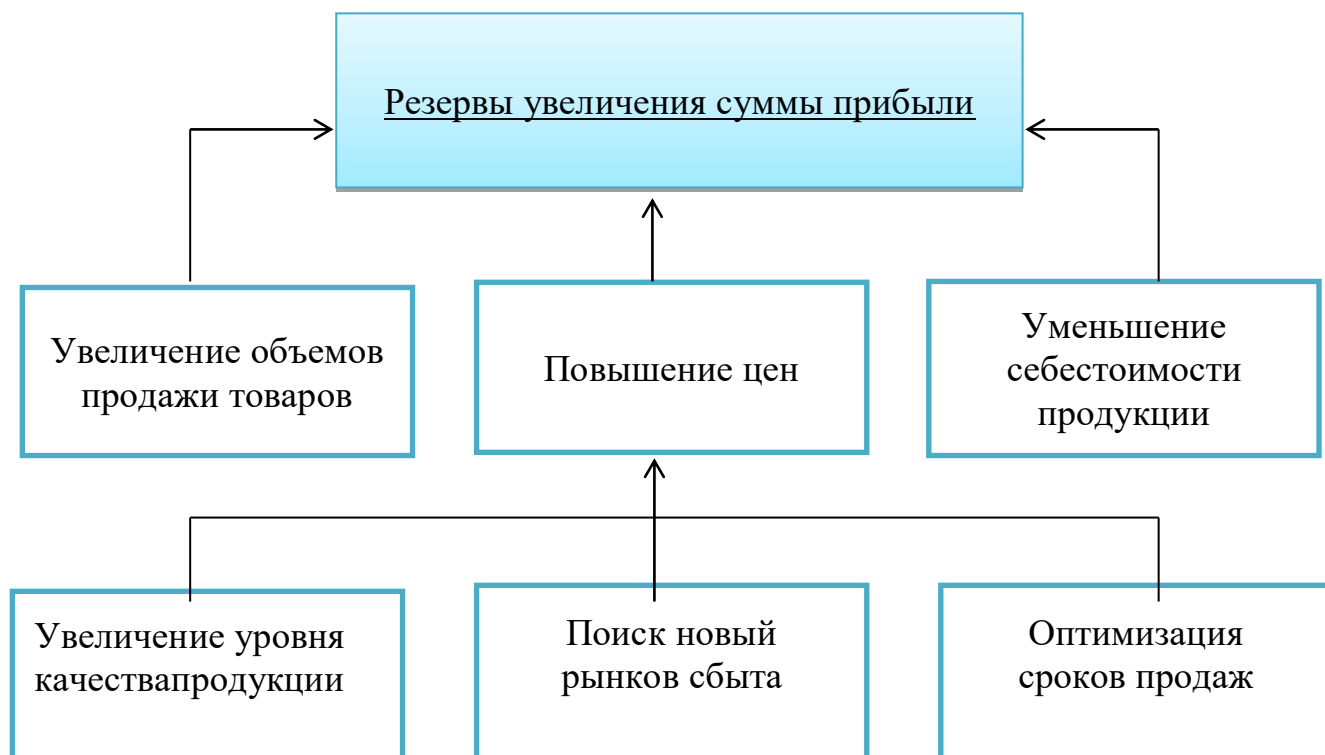 Резервы увеличения суммы прибыли
Увеличение объемов
продажи товаров
Повышение цен
Уменьшение
себестоимости
продукции
Увеличение уровня
качествапродукции
Поиск новый
рынков сбыта
Оптимизация
сроков продаж